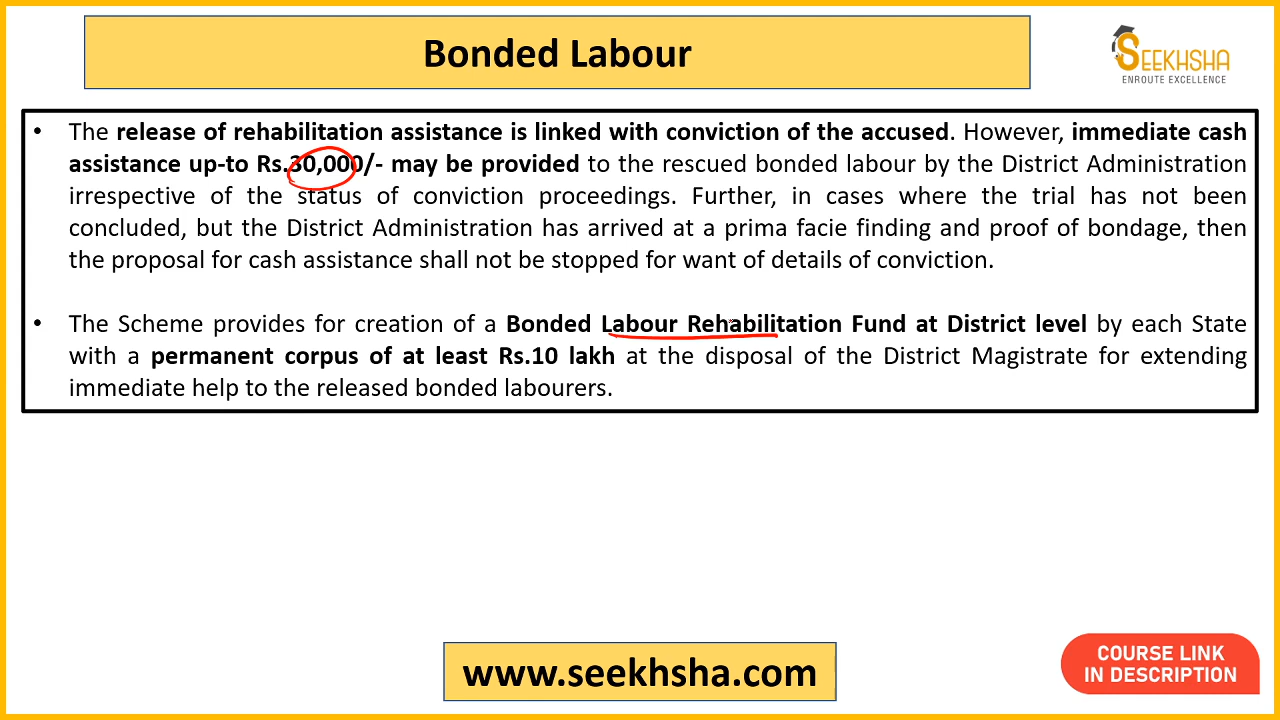 Bonded Labour
SEEKHSHA
ENROUTE EXCELLENCE
• The release of rehabilitation assistance is linked with conviction of the accused. However, immediate cash
assistance up-to Rs.30,000/- may be provided to the rescued bonded labour by the District Administration
irrespective of the status of conviction proceedings. Further, in cases where the trial has not been
concluded, but the District Administration has arrived at a prima facie finding and proof of bondage, then
the proposal for cash assistance shall not be stopped for want of details of conviction.
• The Scheme provides for creation of a Bonded Labour Rehabilitation Fund at District level by each State
with a permanent corpus of at least Rs.10 lakh at the disposal of the District Magistrate for extending
immediate help to the released bonded labourers.
www.seekhsha.com
COURSE LINK
IN DESCRIPTION